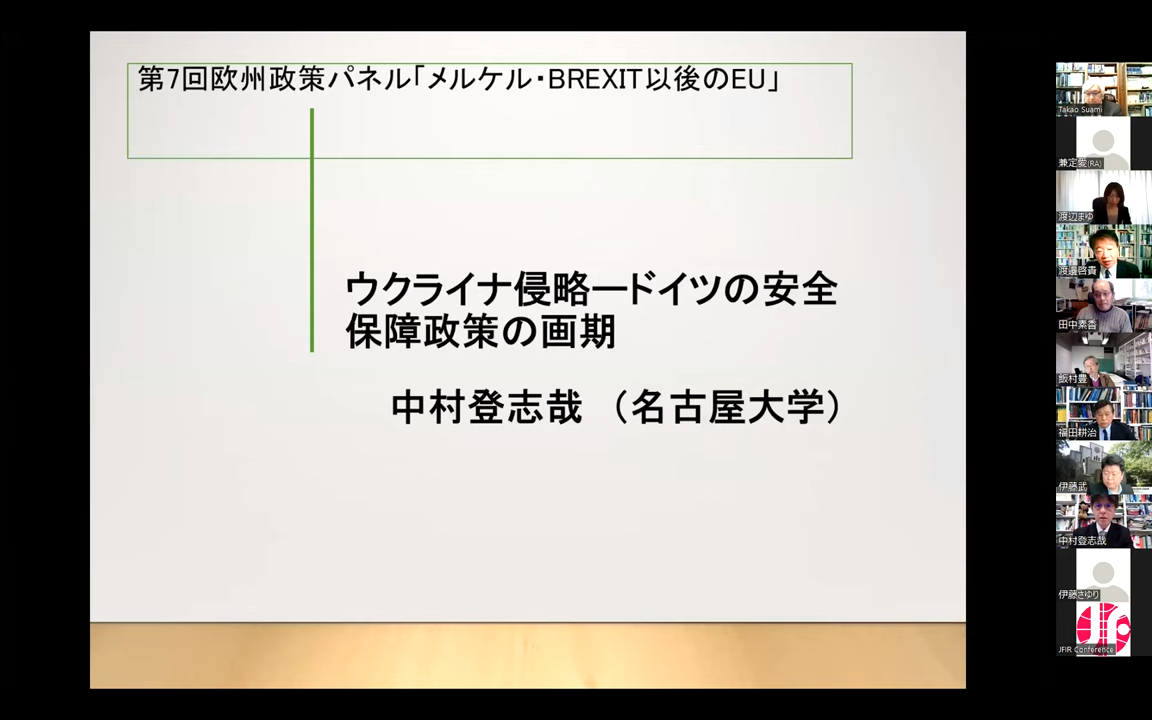 第7回欧州政策パネル「メルケル・BREXIT以後のEU」
ウクライナ侵略ードイツの安全
保障政策の画期
中村登志哉 （名古屋大学）
Takao Suami
兼定愛(RA)
渡辺まゆ
渡邊啓貴
田中素香
飯村豊
福田耕治
伊藤武
中村登志哉
伊藤さゆり
JFIR Conference